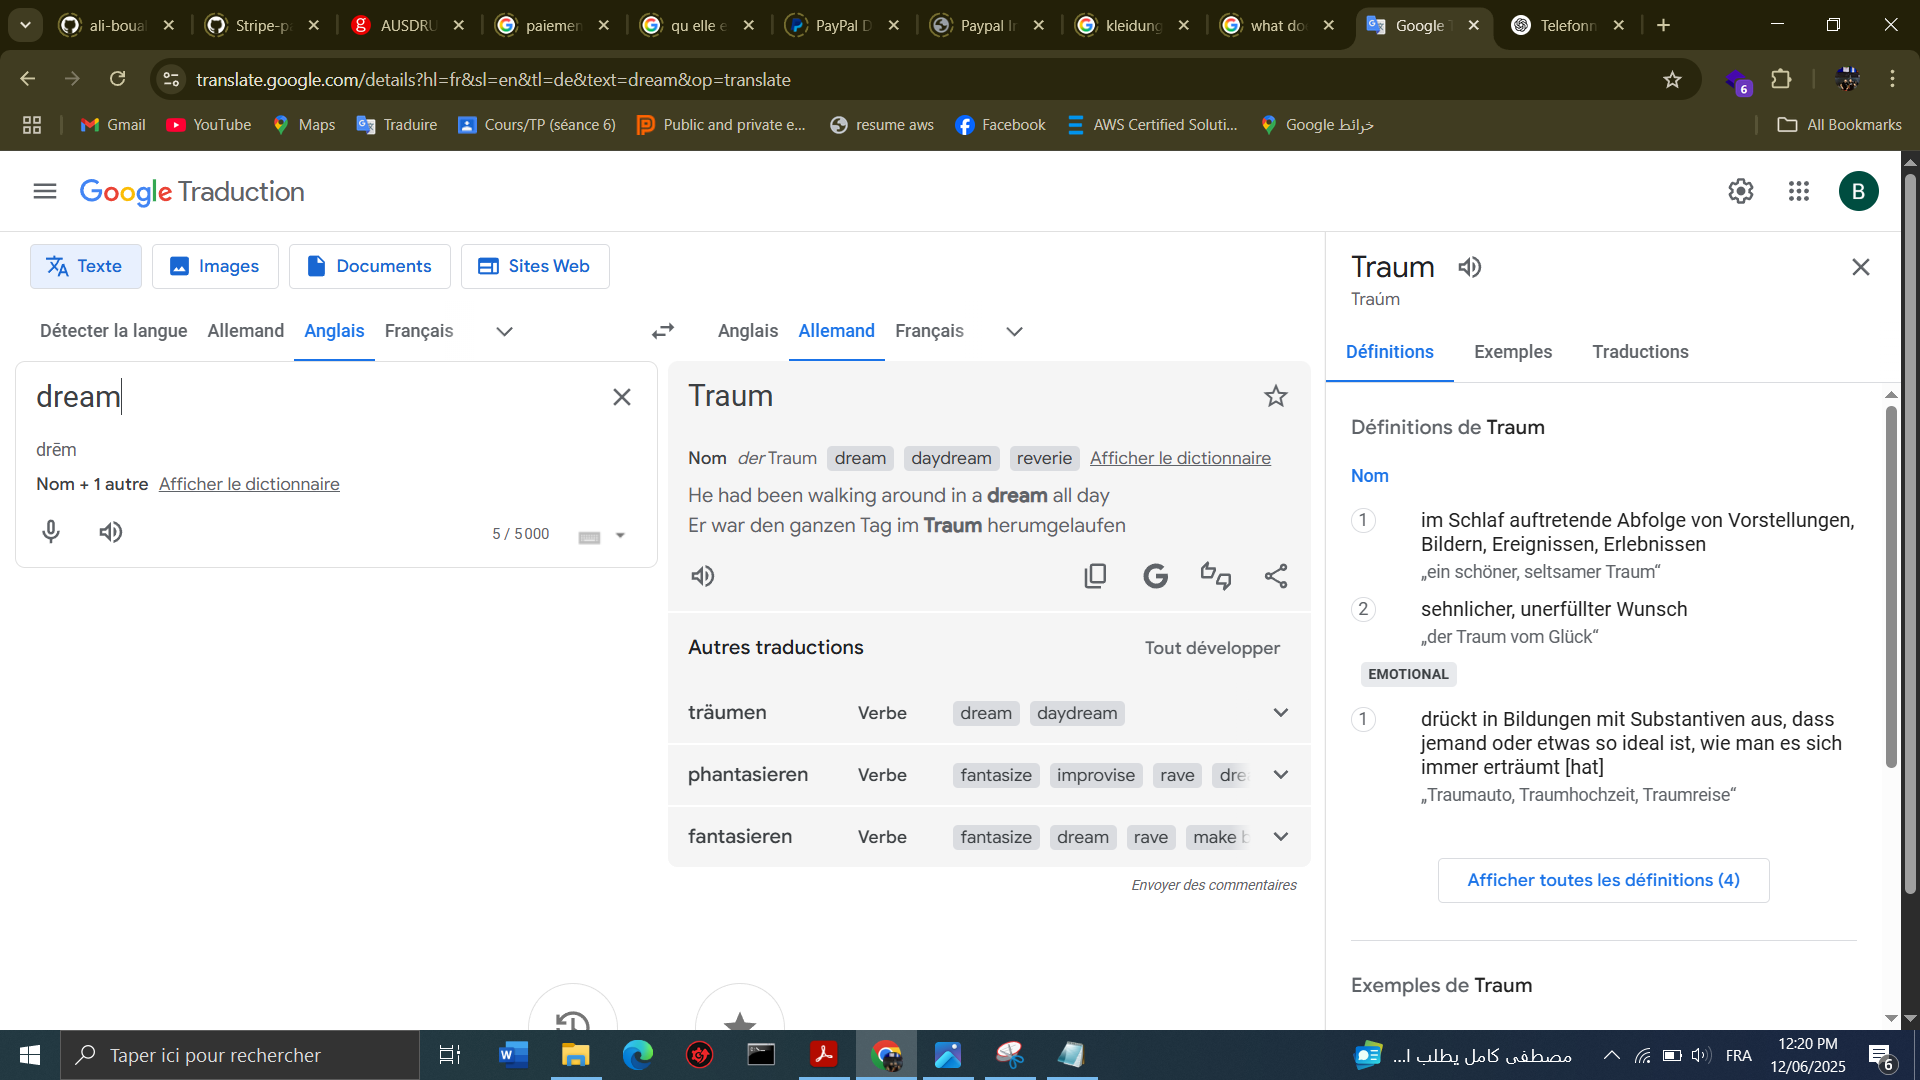 ali-boual
Stripe-pa
AUSDRU
paiemen
qu elle e
PayPal D
Paypal In
kleidung
what doe
Google T
Telefonn
translate.google.com/details?hl=fr&sl=en&tl=de&text=dream&op=translate
6
Gmail
YouTube
Maps
Traduire
Cours/TP (séance 6)
Public and private e...
resume aws
Facebook
AWS Certified Soluti...
خرائط Google
All Bookmarks
Google Traduction
B
Texte
Images
Documents
Sites Web
Détecter la langue
Allemand
Anglais
Français
Anglais
Allemand
Français
dream
drēm
Nom + 1 autre Afficher le dictionnaire
5 / 5 000
Traum
Nom der Traum dream daydream reverie Afficher le dictionnaire
He had been walking around in a dream all day
Er war den ganzen Tag im Traum herumgelaufen
Autres traductions
Tout développer
träumen Verbe dream daydream
phantasieren Verbe fantasize improvise rave drea
fantasieren Verbe fantasize dream rave make b
Envoyer des commentaires
Traum
Traúm
Définitions
Exemples
Traductions
Définitions de Traum
Nom
1
im Schlaf auftretende Abfolge von Vorstellungen,
Bildern, Ereignissen, Erlebnissen
„ein schöner, seltsamer Traum“
2
sehnlicher, unerfüllter Wunsch
„der Traum vom Glück“
EMOTIONAL
1
drückt in Bildungen mit Substantiven aus, dass
jemand oder etwas so ideal ist, wie man es sich
immer erträumt [hat]
„Traumauto, Traumhochzeit, Traumreise“
Afficher toutes les définitions (4)
Exemples de Traum
Taper ici pour rechercher
مصطفى كامل يطلب ا...
FRA
12:20 PM
12/06/2025
6